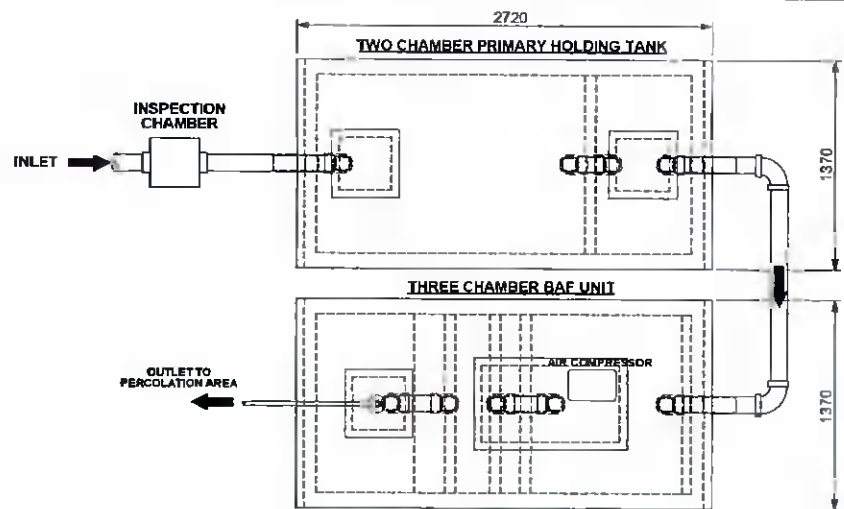 2720
TWO CHAMBER PRIMARY HOLDING TANK
INSPECTION
CHAMBER
INLET
1370
THREE CHAMBER BAF UNIT
AIR COMPRESSOR
OUTLET TO
PERCOLATION AREA
1370